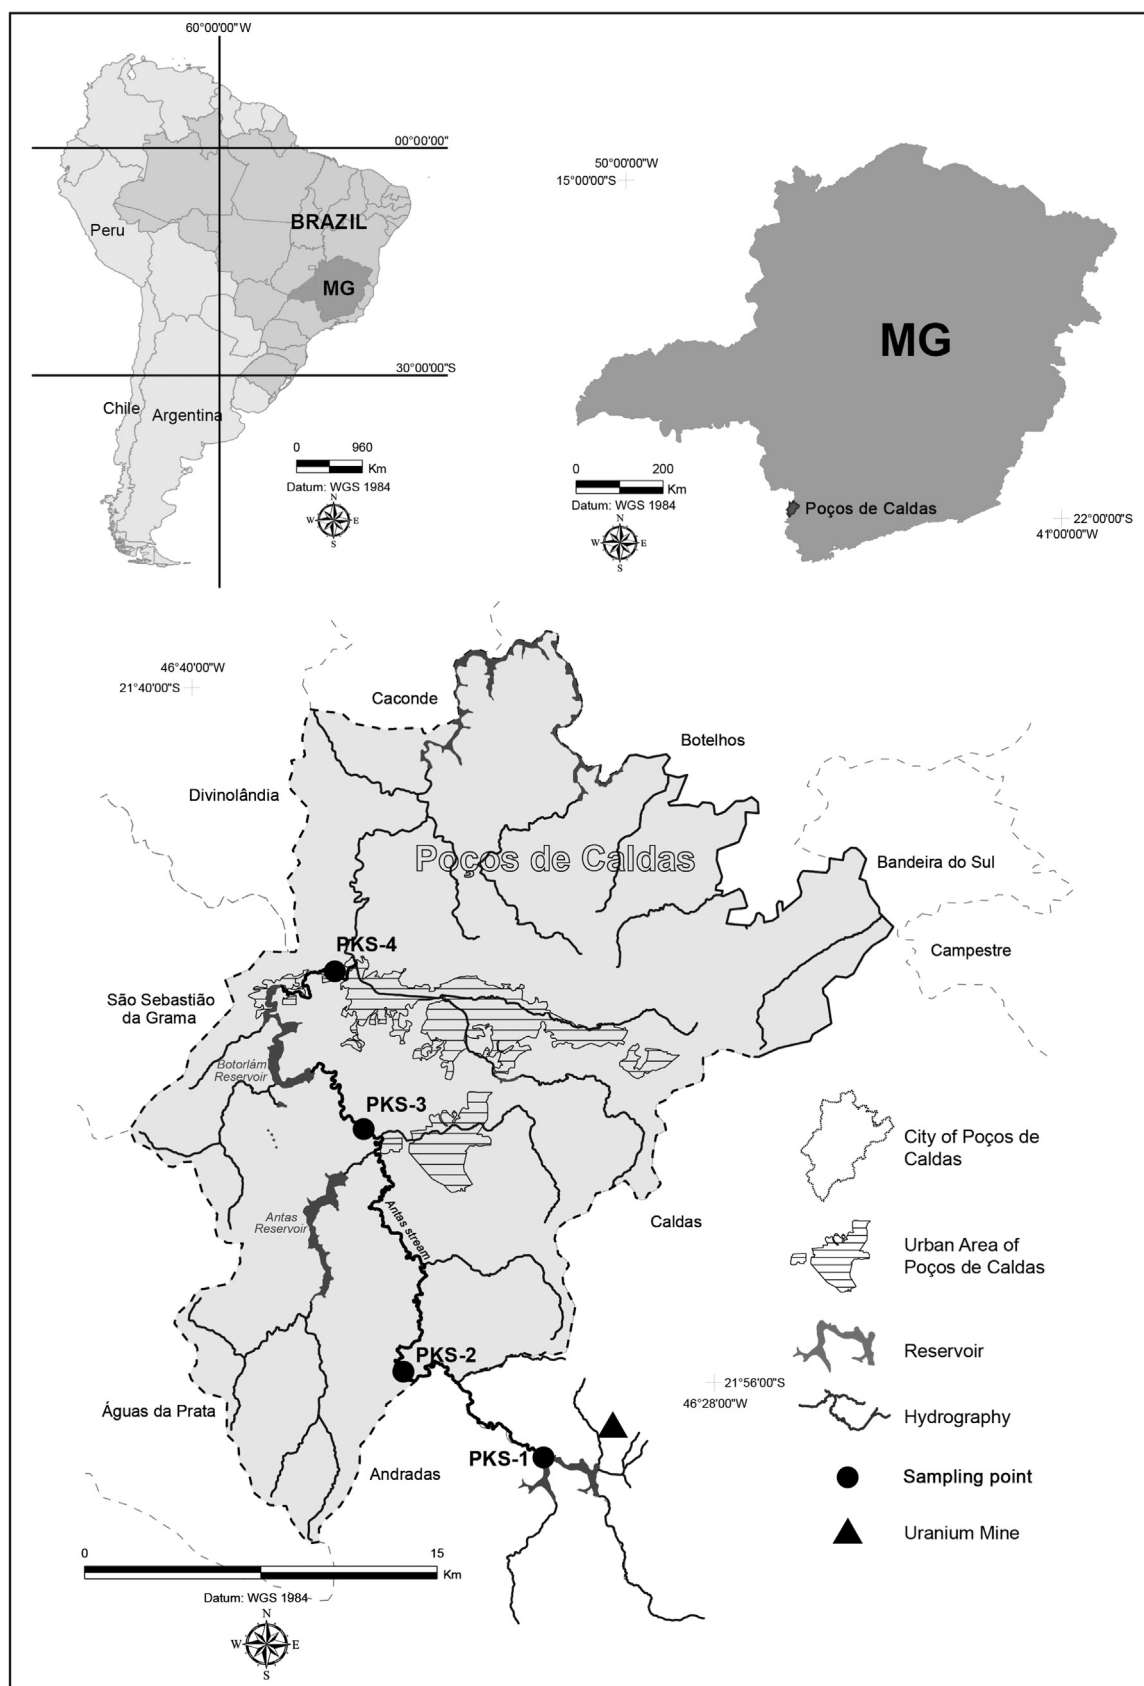 60°00'00"W
00°00'00"
Peru
BRAZIL
MG
30°00'00"S
Chile
Argentina
0 960
Km
Datum: WGS 1984
N
W E
S
50°00'00"W
15°00'00"S
MG
0 200
Km
Datum: WGS 1984
N
W E
S
Poços de Caldas
22°00'00"S
41°00'00"W
46°40'00"W
21°40'00"S
Caconde
Botelhos
Divinolândia
Poços de Caldas
Bandeira do Sul
Campestre
PKS-4
São Sebastião
da Grama
Botorlám
Reservoir
PKS-3
Antas
Reservoir
Antas stream
Caldas
PKS-2
21°56'00"S
46°28'00"W
Águas da Prata
Andradas
PKS-1
City of Poços de
Caldas
Urban Area of
Poços de Caldas
Reservoir
Hydrography
Sampling point
Uranium Mine
0 15
Km
Datum: WGS 1984
N
W E
S